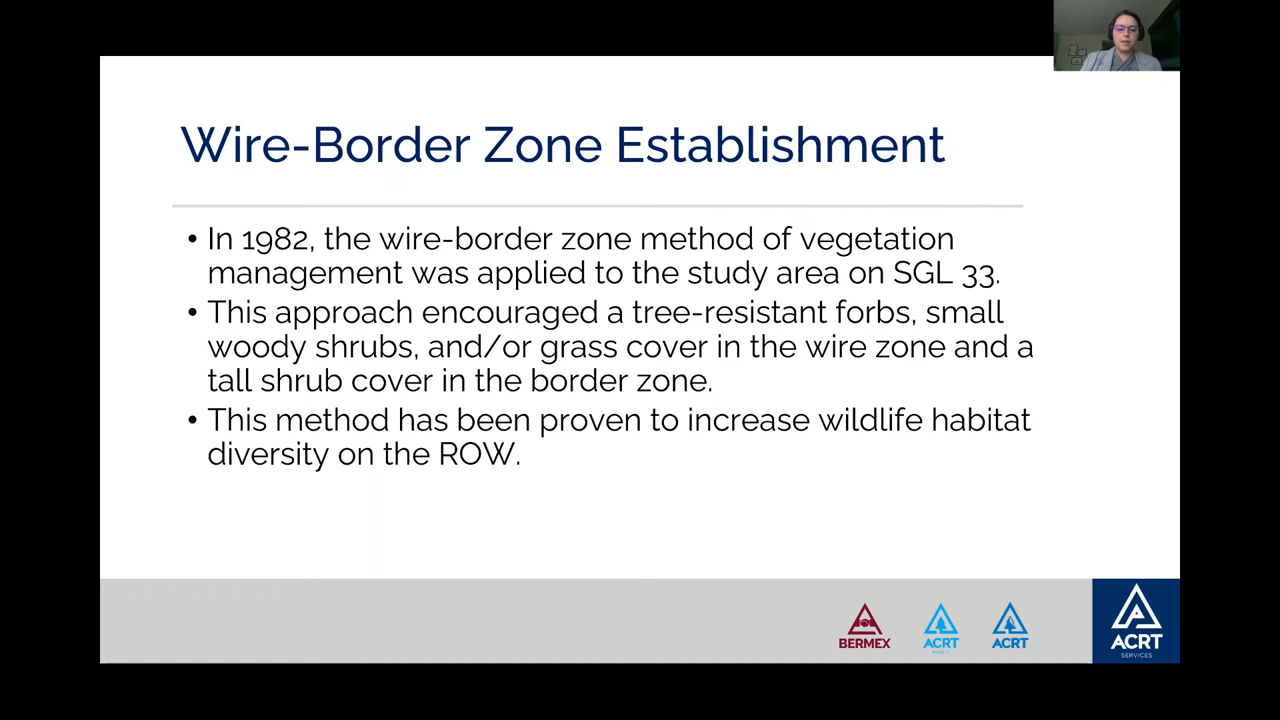 Wire-Border Zone Establishment
• In 1982, the wire-border zone method of vegetation
management was applied to the study area on SGL 33.
• This approach encouraged a tree-resistant forbs, small
woody shrubs, and/or grass cover in the wire zone and a
tall shrub cover in the border zone.
• This method has been proven to increase wildlife habitat
diversity on the ROW.
BERMEX
ACRT
ACRT
ACRT
SERVICES